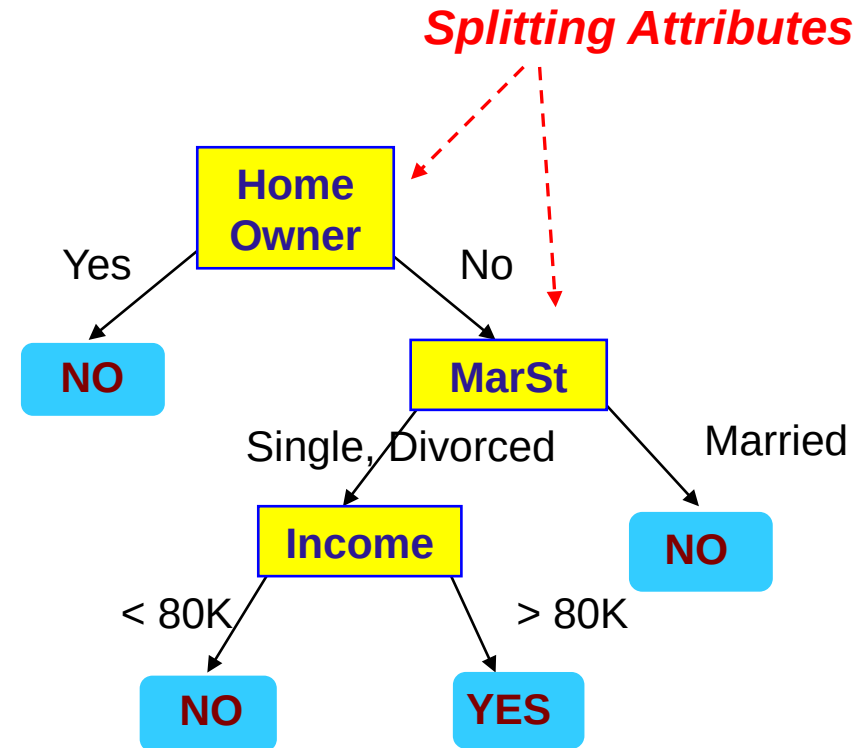 Splitting Attributes
Home
Owner
Yes
No
NO
MarSt
Single, Divorced
Married
Income
NO
< 80K
> 80K
NO
YES